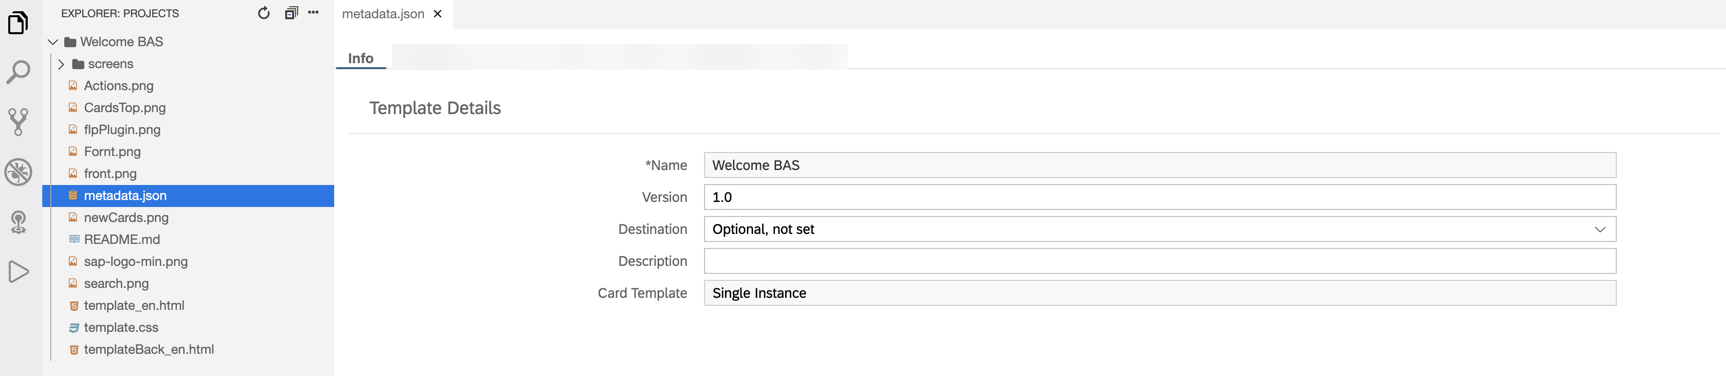 EXPLORER: PROJECTS
Welcome BAS
screens
Actions.png
CardsTop.png
flpPlugin.png
Fornt.png
front.png
metadata.json
newCards.png
README.md
sap-logo-min.png
search.png
template_en.html
template.css
templateBack_en.html
metadata.json
Info
Template Details
*Name Welcome BAS
Version 1.0
Destination Optional, not set
Description
Card Template Single Instance